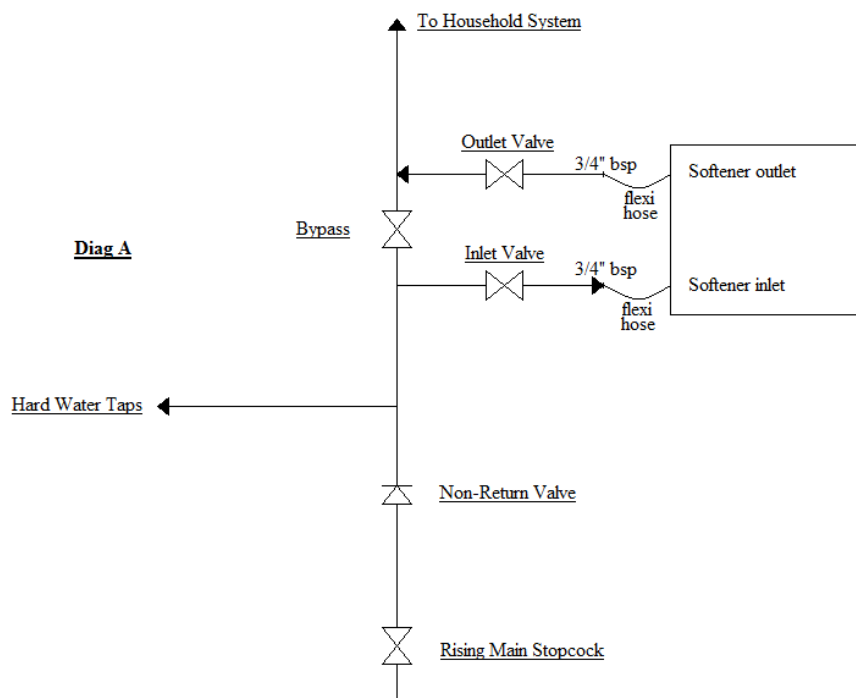 To Household System
Outlet Valve
3/4" bsp
Softener outlet
flexi
hose
Bypass
Diag A
Inlet Valve
3/4" bsp
Softener inlet
flexi
hose
Hard Water Taps
Non-Return Valve
Rising Main Stopcock